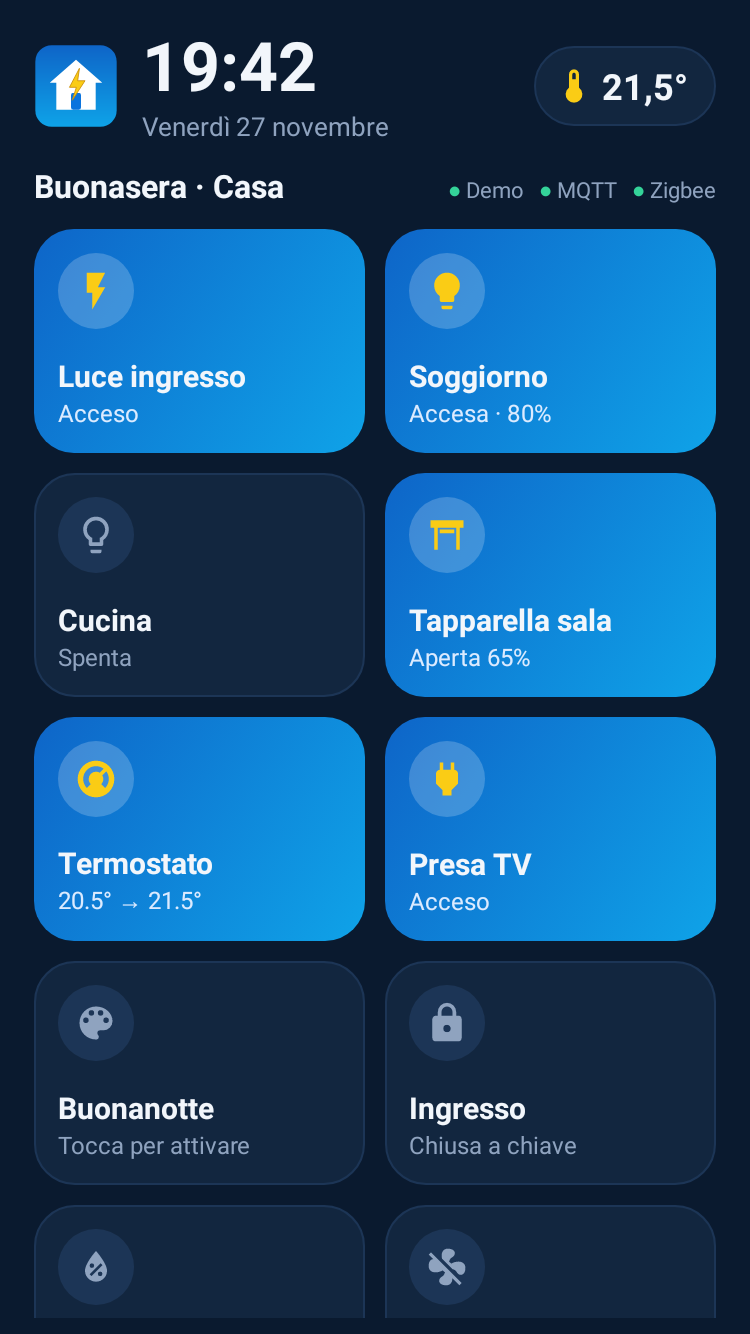 19:42
Venerdì 27 novembre
21,5°
Buonasera · Casa
Demo MQTT Zigbee
Luce ingresso
Acceso
Soggiorno
Accesa · 80%
Cucina
Spenta
Tapparella sala
Aperta 65%
Termostato
20.5° → 21.5°
Presa TV
Acceso
Buonanotte
Tocca per attivare
Ingresso
Chiusa a chiave